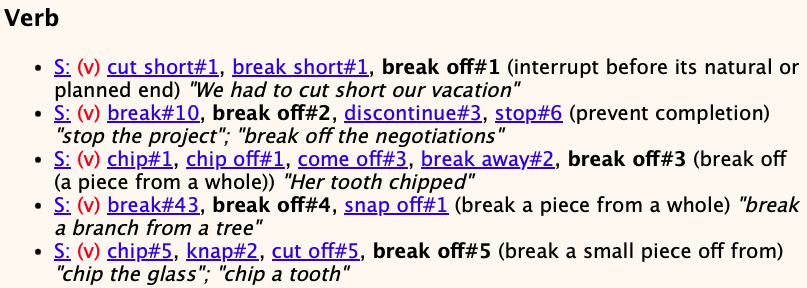 Verb
• S: (v) cut short#1, break short#1, break off#1 (interrupt before its natural or
planned end) "We had to cut short our vacation"
• S: (v) break#10, break off#2, discontinue#3, stop#6 (prevent completion)
"stop the project"; "break off the negotiations"
• S: (v) chip#1, chip off#1, come off#3, break away#2, break off#3 (break off
(a piece from a whole)) "Her tooth chipped"
• S: (v) break#43, break off#4, snap off#1 (break a piece from a whole) "break
a branch from a tree"
• S: (v) chip#5, knap#2, cut off#5, break off#5 (break a small piece off from)
"chip the glass"; "chip a tooth"